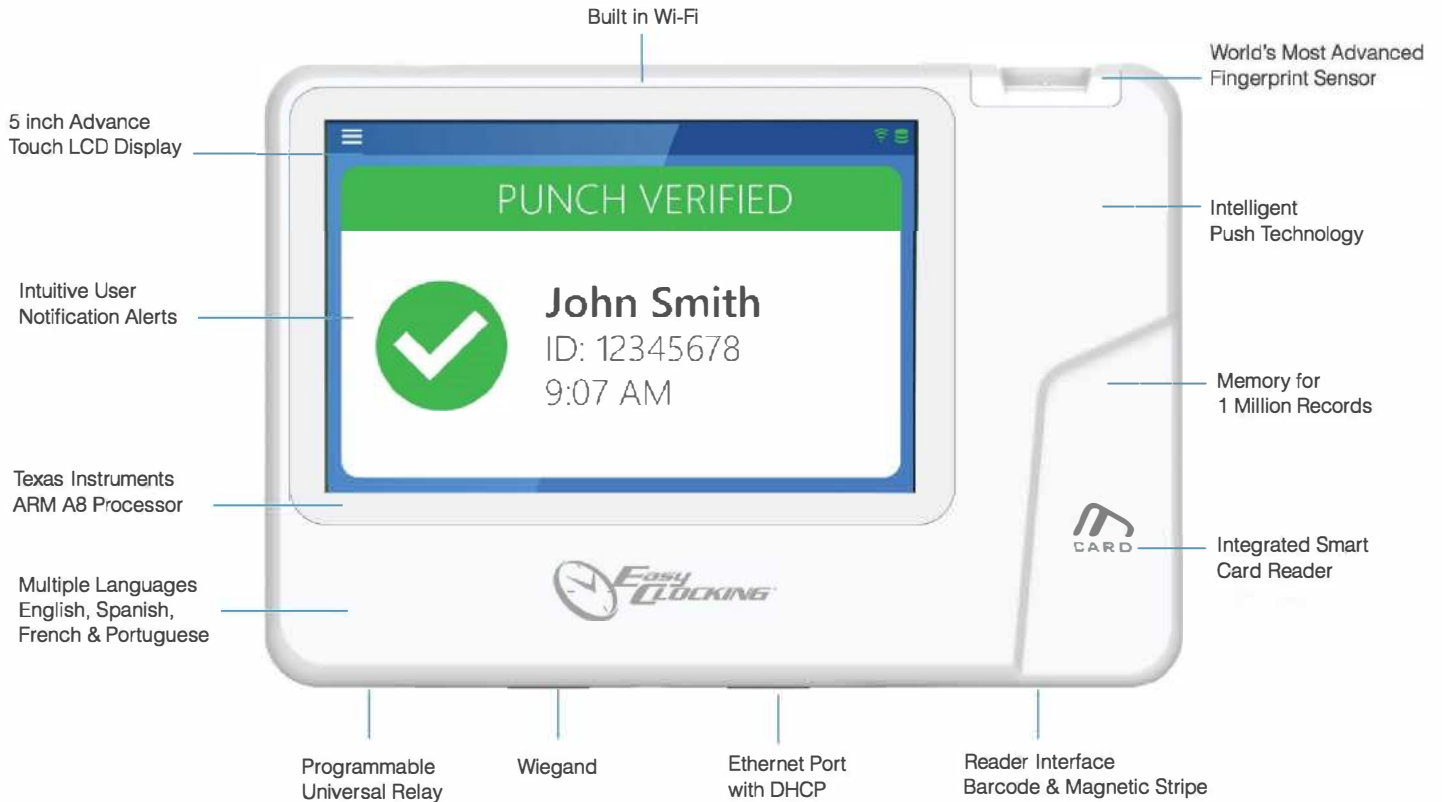 Built in Wi-Fi
World's Most Advanced
Fingerprint Sensor
5 inch Advance
Touch LCD Display
PUNCH VERIFIED
Intelligent
Push Technology
Intuitive User
Notification Alerts
John Smith
ID: 12345678
9:07 AM
Memory for
1 Million Records
Texas Instruments
ARM A8 Processor
CARD
Integrated Smart
Card Reader
Easy
Clocking
Multiple Languages
English, Spanish,
French & Portuguese
Programmable
Universal Relay
Wiegand
Ethernet Port
with DHCP
Reader Interface
Barcode & Magnetic Stripe